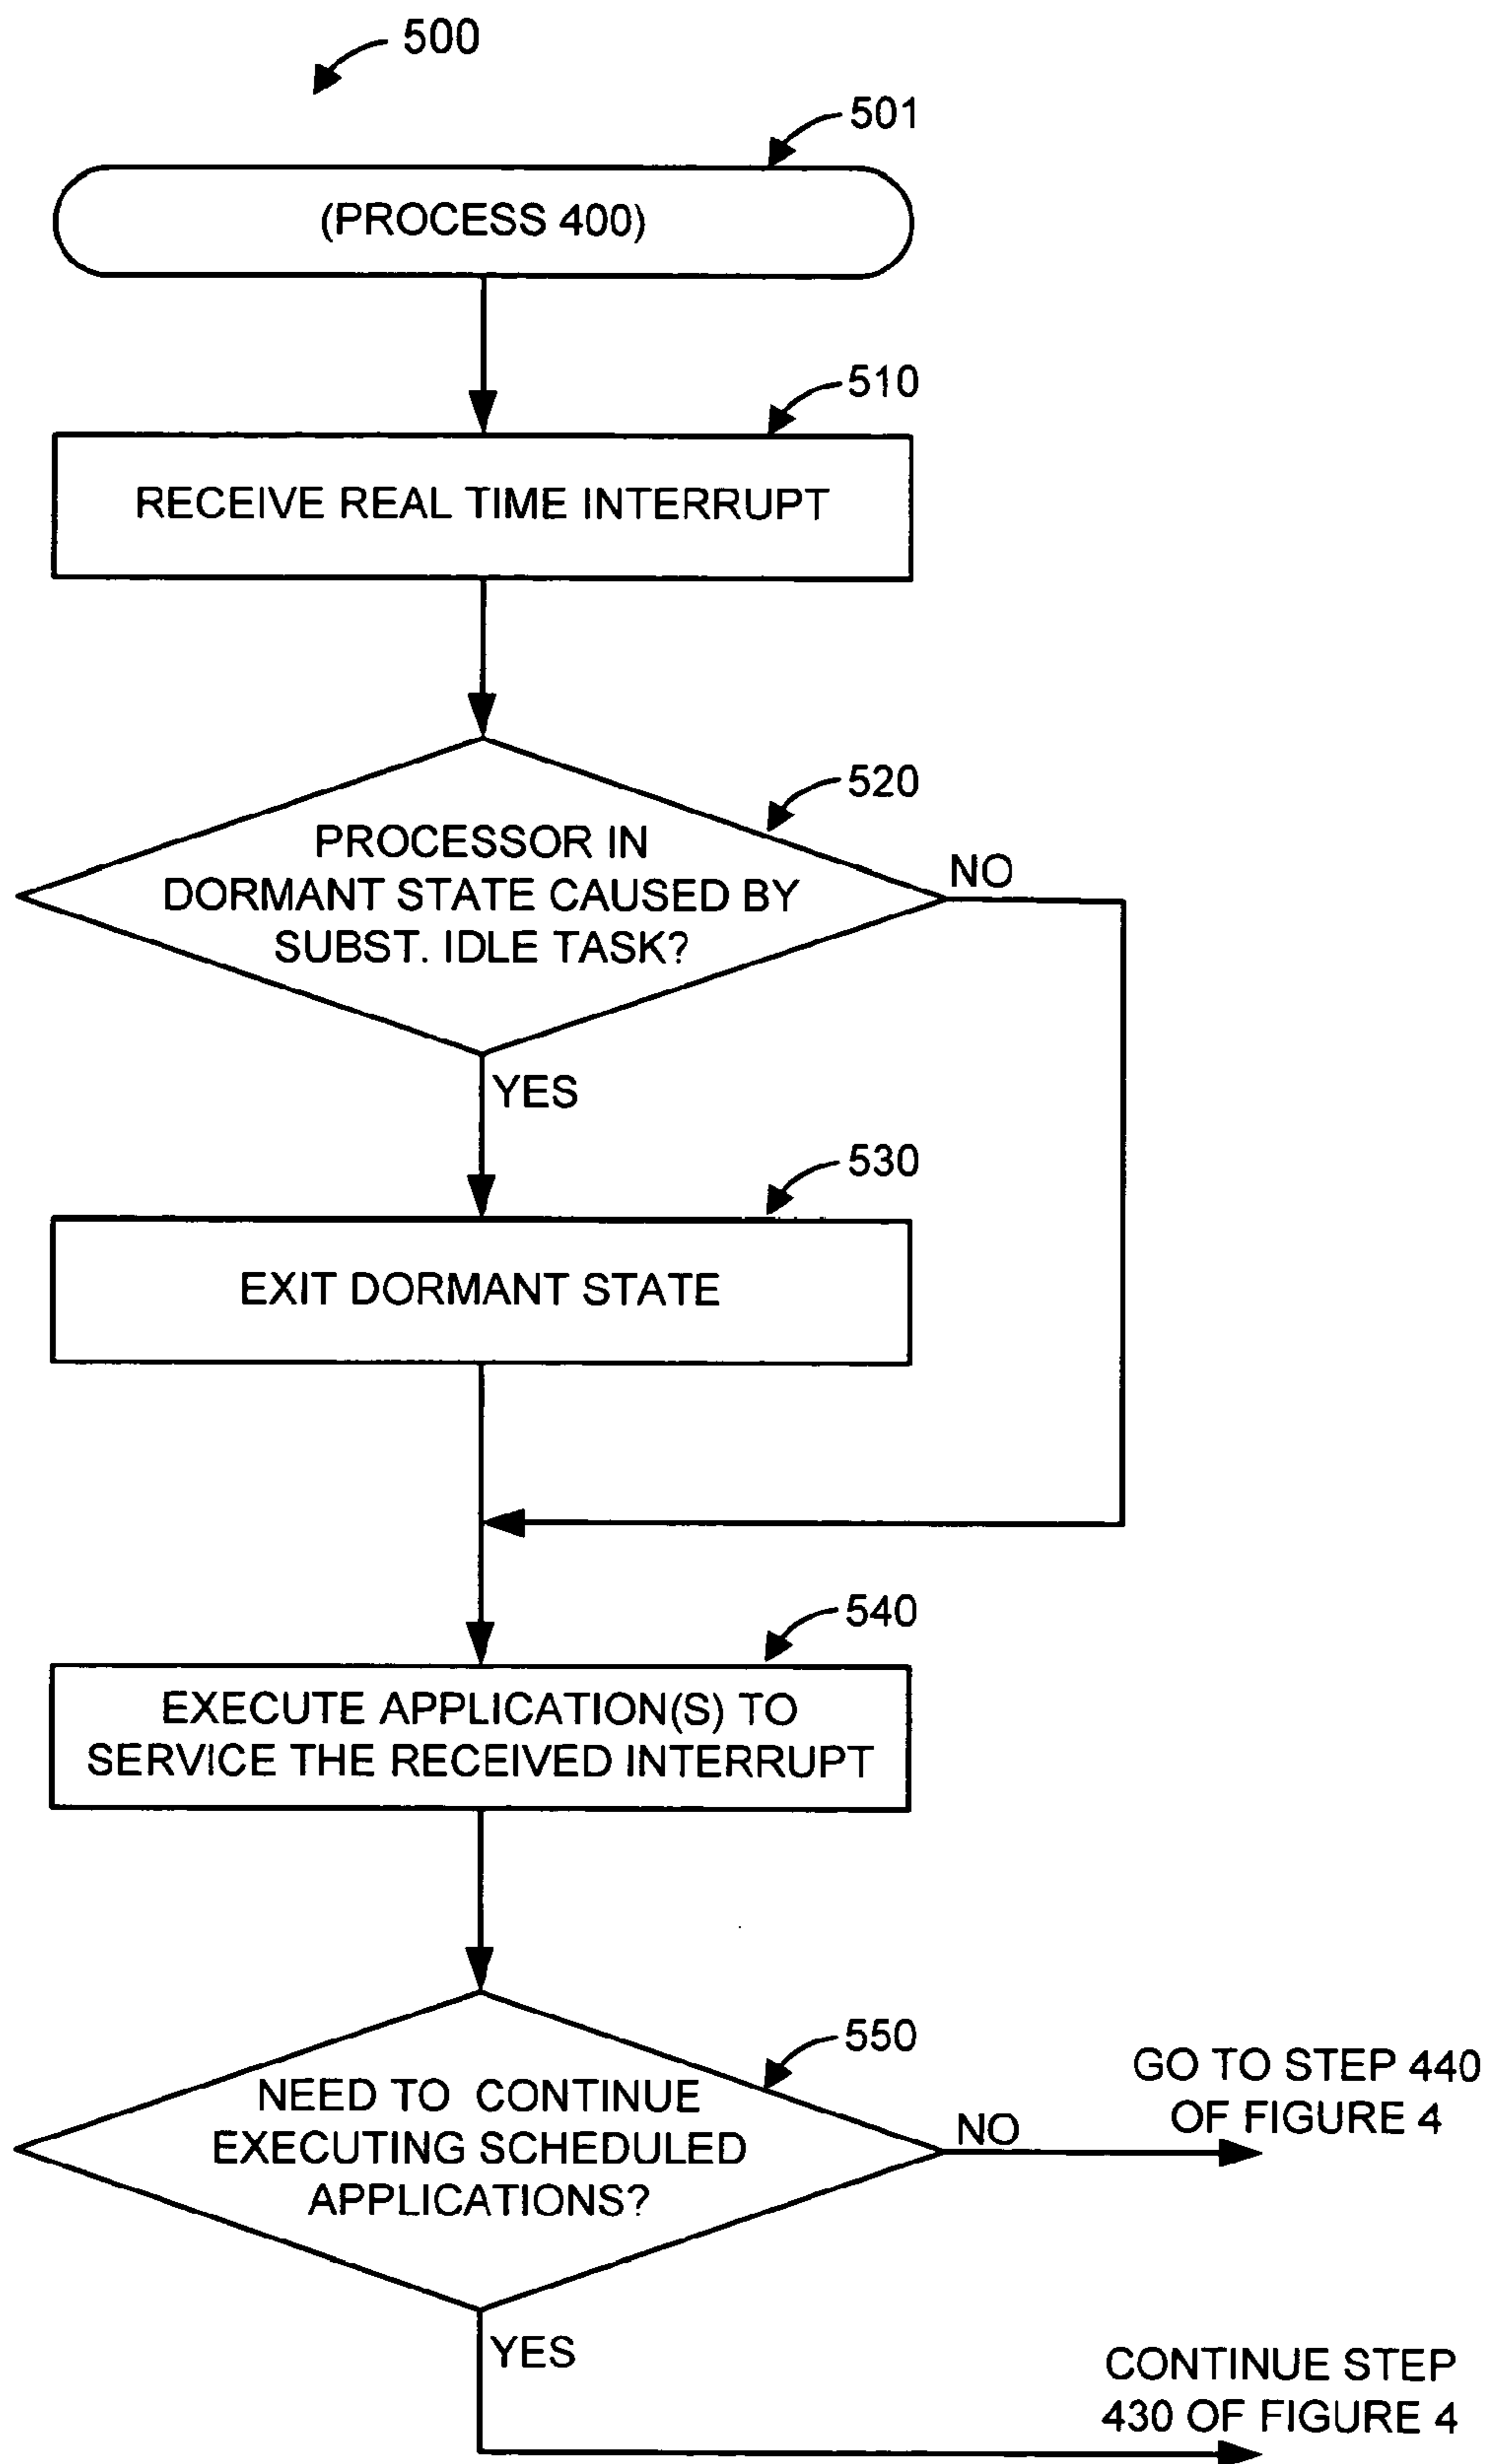 500
501
(PROCESS 400)
510
RECEIVE REAL TIME INTERRUPT
520
PROCESSOR IN
DORMANT STATE CAUSED BY
SUBST. IDLE TASK?
NO
YES
530
EXIT DORMANT STATE
540
EXECUTE APPLICATION(S) TO
SERVICE THE RECEIVED INTERRUPT
550
NEED TO CONTINUE
EXECUTING SCHEDULED
APPLICATIONS?
NO
GO TO STEP 440
OF FIGURE 4
YES
CONTINUE STEP
430 OF FIGURE 4